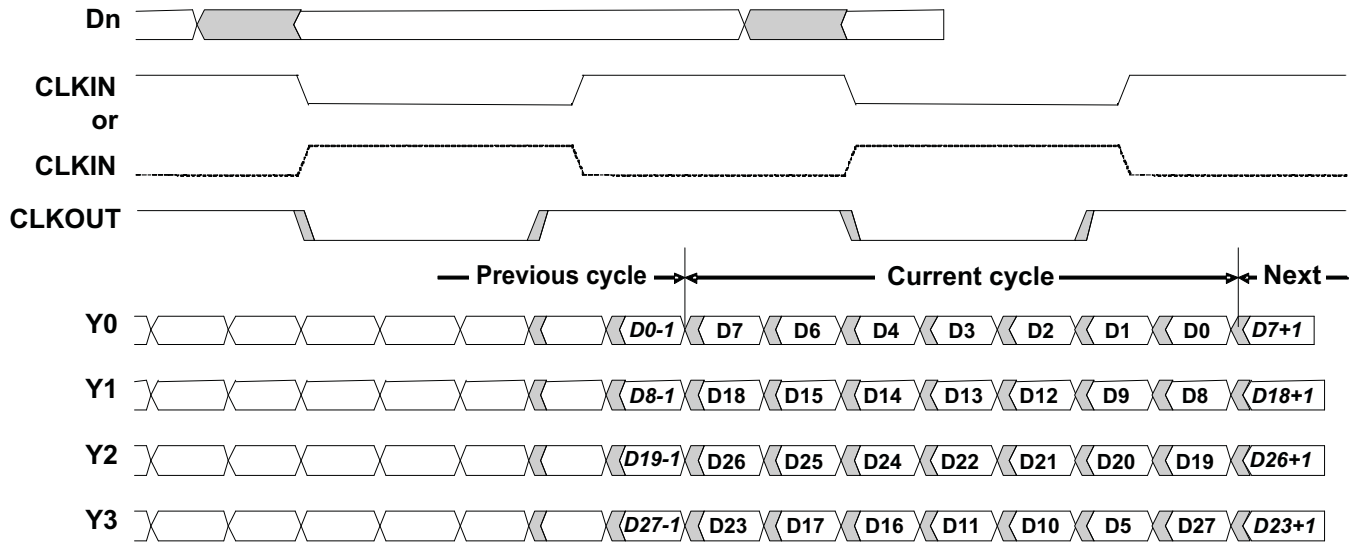 Dn
CLKIN
or
CLKIN
CLKOUT
Previous cycle
Current cycle
Next
Y0 D0-1 D7 D6 D4 D3 D2 D1 D0 D7+1
Y1 D8-1 D18 D15 D14 D13 D12 D9 D8 D18+1
Y2 D19-1 D26 D25 D24 D22 D21 D20 D19 D26+1
Y3 D27-1 D23 D17 D16 D11 D10 D5 D27 D23+1